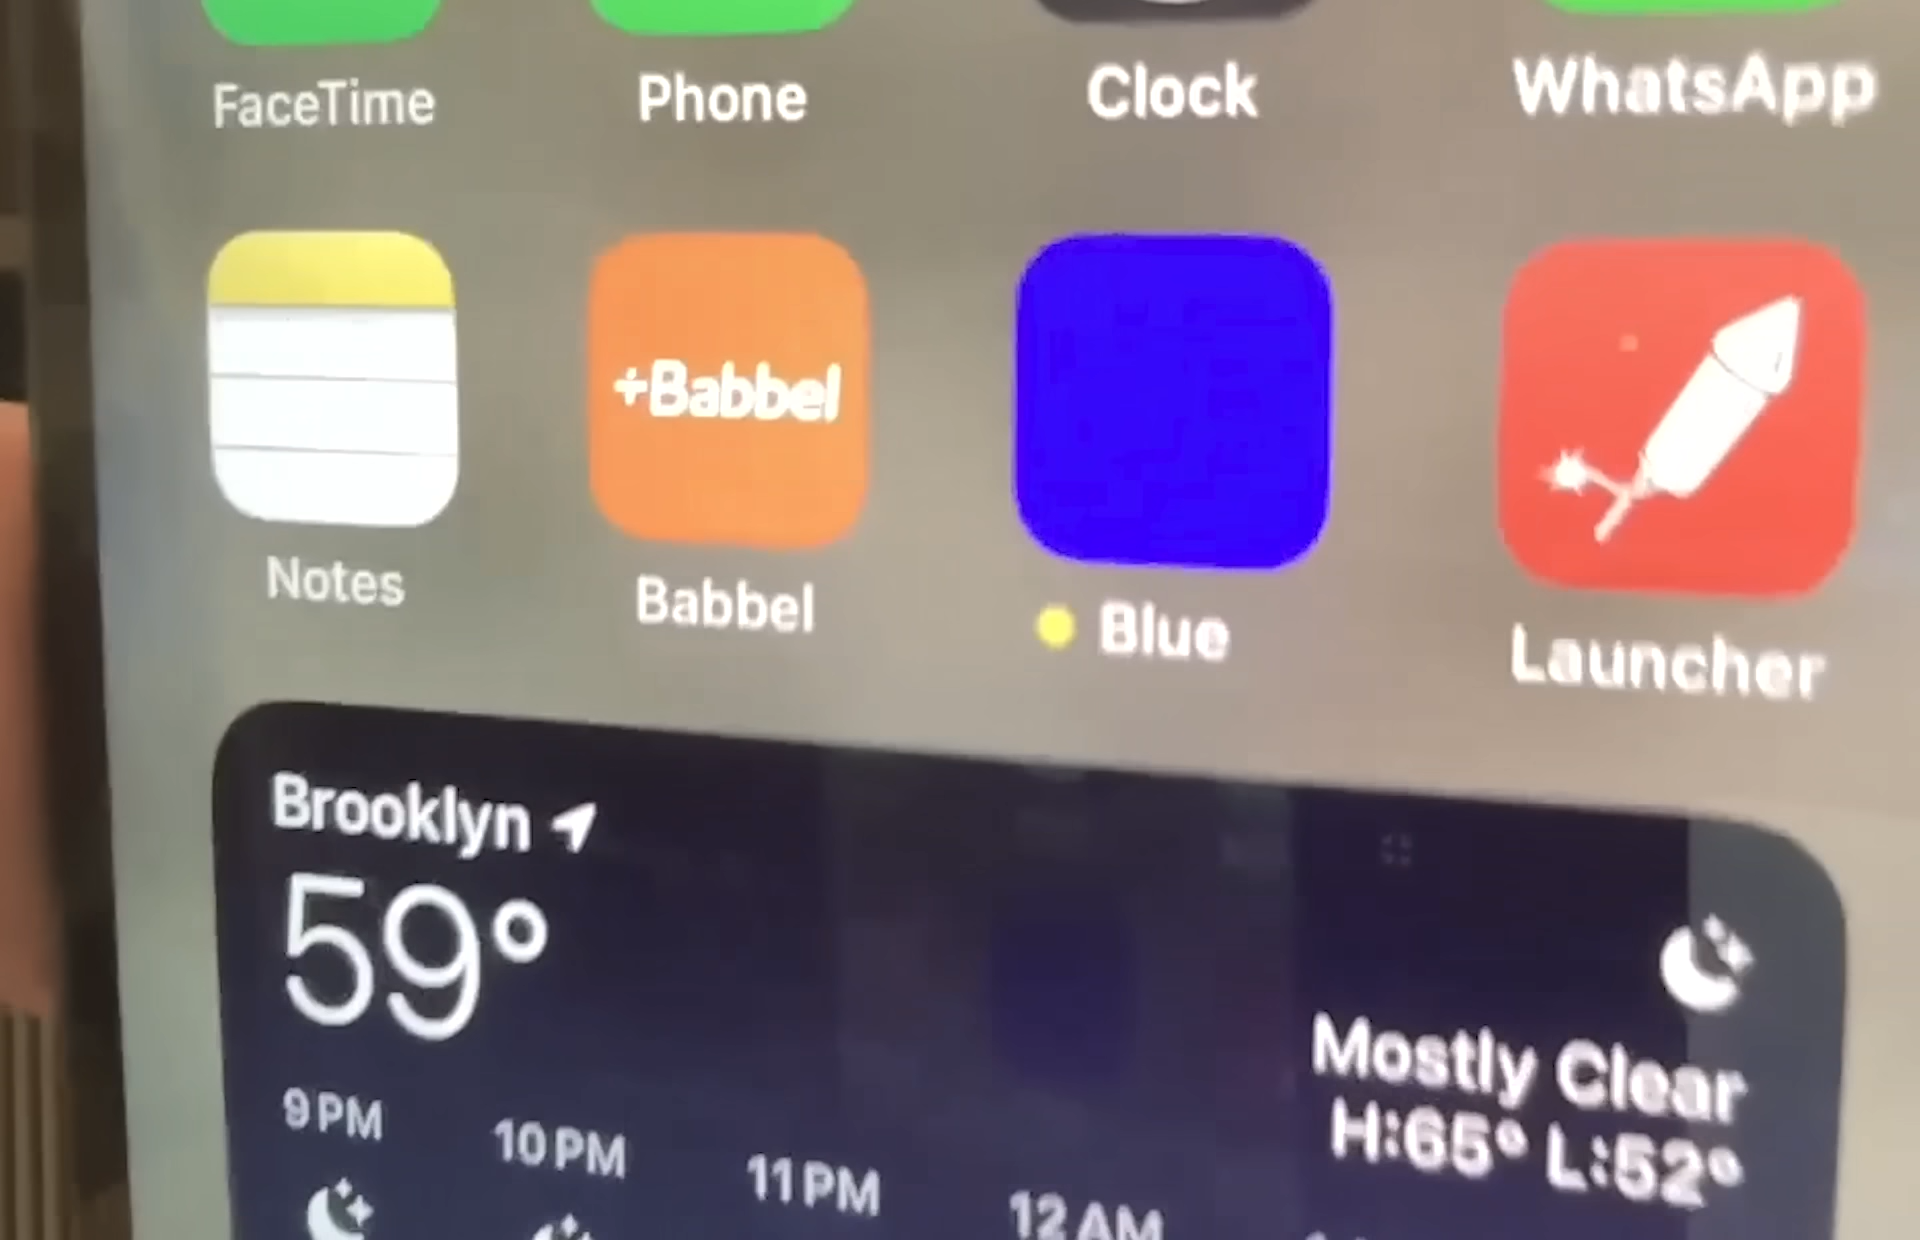 FaceTime Phone Clock WhatsApp
+Babbel
Notes Babbel Blue Launcher
Brooklyn
59°
Mostly Clear
H:65° L:52°
9 PM 10 PM 11 PM 12 AM